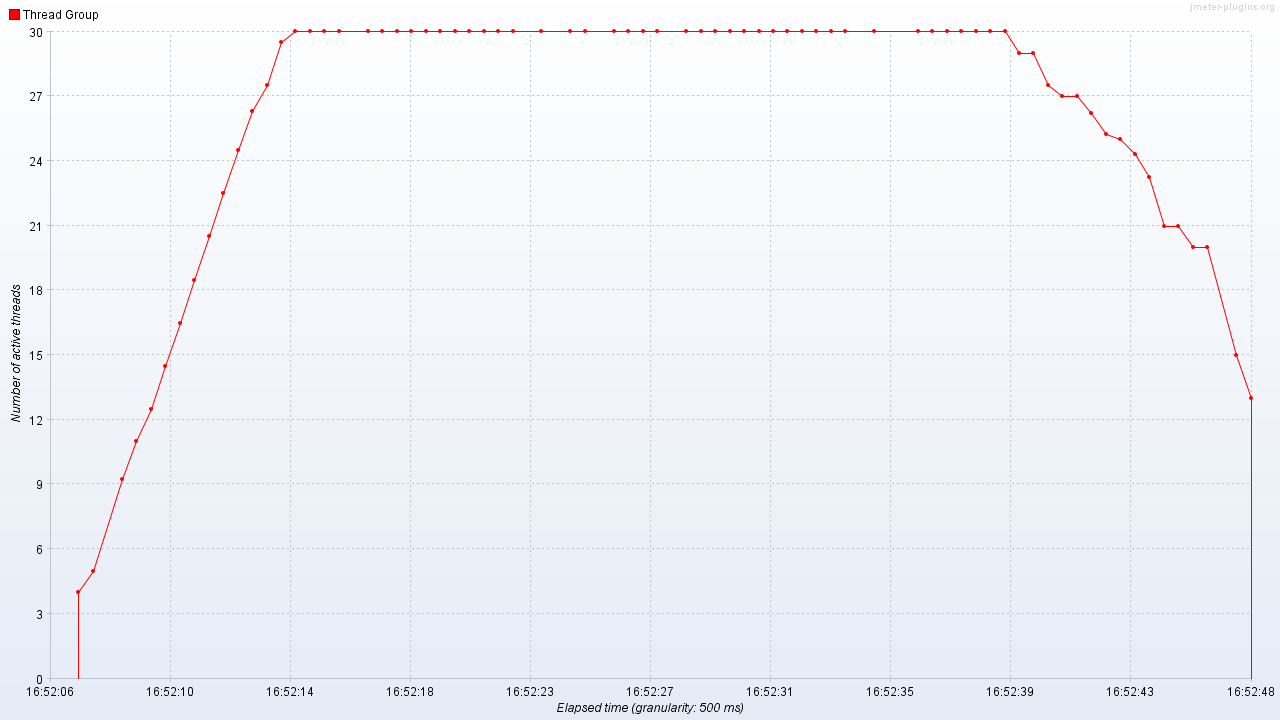 Thread Group
jmeter-plugins.org
30
27
24
21
18
15
12
9
6
3
0
Number of active threads
16:52:06 16:52:10 16:52:14 16:52:18 16:52:23 16:52:27 16:52:31 16:52:35 16:52:39 16:52:43 16:52:48
Elapsed time (granularity: 500 ms)